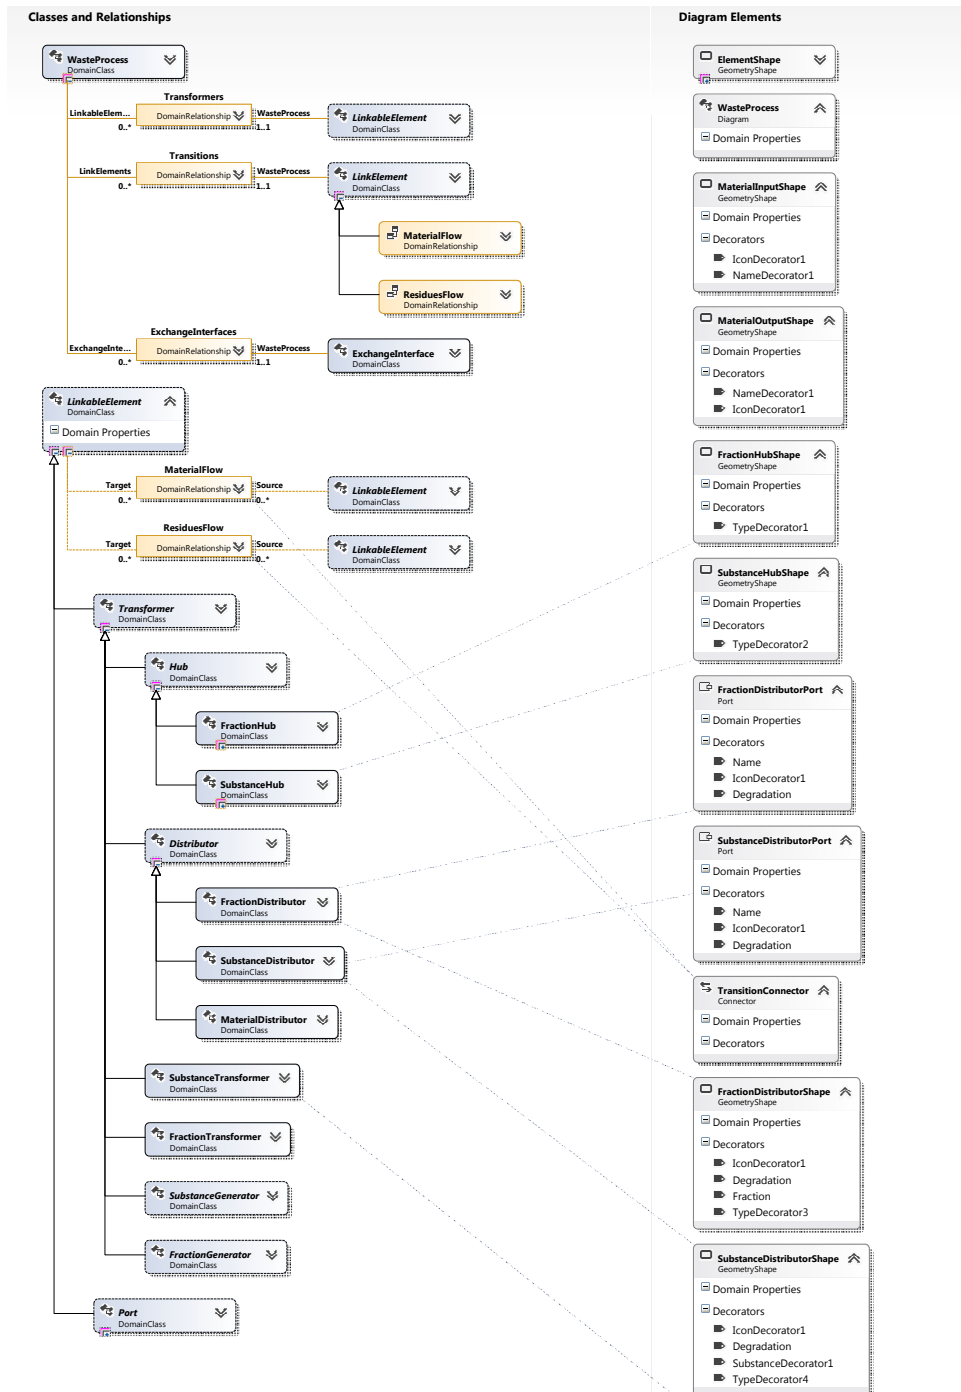 Classes and Relationships
WasteProcess
DomainClass
Transformers
LinkableElem...
DomainRelationship
WasteProcess
0..*
1..1
LinkableElement
DomainClass
Transitions
LinkElements
DomainRelationship
WasteProcess
0..*
1..1
LinkElement
DomainClass
MaterialFlow
DomainRelationship
ResiduesFlow
DomainRelationship
ExchangeInterfaces
ExchangeInte...
DomainRelationship
WasteProcess
0..*
1..1
ExchangeInterface
DomainClass
LinkableElement
DomainClass
Domain Properties
MaterialFlow
Target
DomainRelationship
Source
0..*
0..*
LinkableElement
DomainClass
ResiduesFlow
Target
DomainRelationship
Source
0..*
0..*
LinkableElement
DomainClass
Transformer
DomainClass
Hub
DomainClass
FractionHub
DomainClass
SubstanceHub
DomainClass
Distributor
DomainClass
FractionDistributor
DomainClass
SubstanceDistributor
DomainClass
MaterialDistributor
DomainClass
SubstanceTransformer
DomainClass
FractionTransformer
DomainClass
SubstanceGenerator
DomainClass
FractionGenerator
DomainClass
Port
DomainClass
Diagram Elements
ElementShape
GeometryShape
WasteProcess
Diagram
Domain Properties
MaterialInputShape
GeometryShape
Domain Properties
Decorators
IconDecorator1
NameDecorator1
MaterialOutputShape
GeometryShape
Domain Properties
Decorators
NameDecorator1
IconDecorator1
FractionHubShape
GeometryShape
Domain Properties
Decorators
TypeDecorator1
SubstanceHubShape
GeometryShape
Domain Properties
Decorators
TypeDecorator2
FractionDistributorPort
Port
Domain Properties
Decorators
Name
IconDecorator1
Degradation
SubstanceDistributorPort
Port
Domain Properties
Decorators
Name
IconDecorator1
Degradation
TransitionConnector
Connector
Domain Properties
Decorators
FractionDistributorShape
GeometryShape
Domain Properties
Decorators
IconDecorator1
Degradation
Fraction
TypeDecorator3
SubstanceDistributorShape
GeometryShape
Domain Properties
Decorators
IconDecorator1
Degradation
SubstanceDecorator1
TypeDecorator4